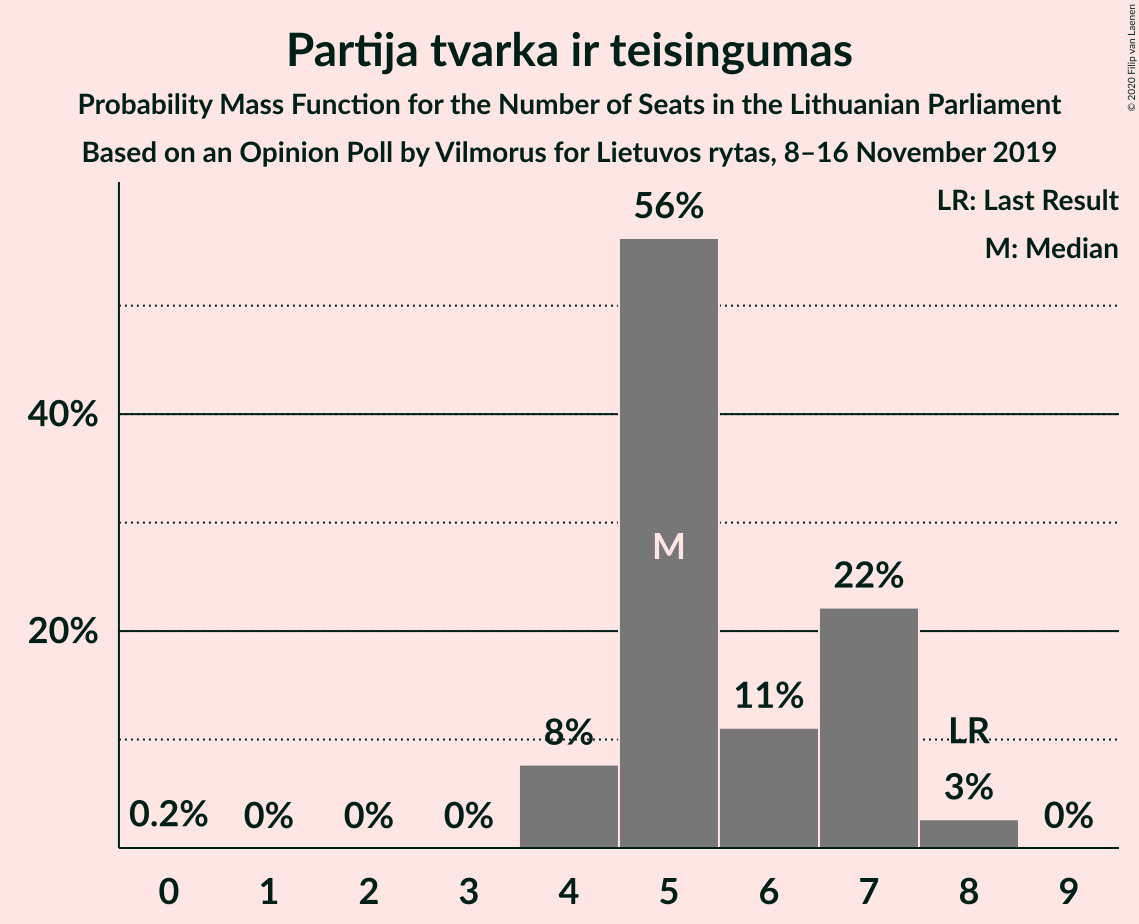 Partija tvarka ir teisingumas
Probability Mass Function for the Number of Seats in the Lithuanian Parliament
Based on an Opinion Poll by Vilmorus for Lietuvos rytas, 8–16 November 2019
© 2020 Filip van Laenen
LR: Last Result
M: Median
56%
40%
M
22%
20%
11%
8%
LR
3%
0.2%
0%
0%
0%
0%
0 1 2 3 4 5 6 7 8 9